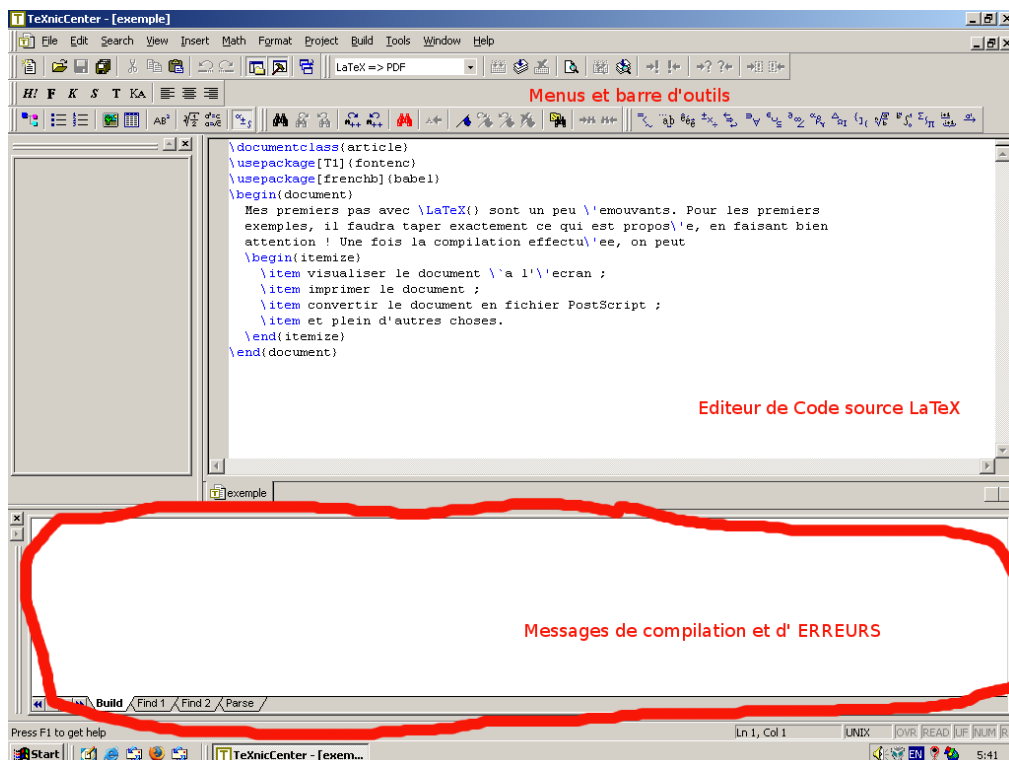 TeXnicCenter - [exemple]
File Edit Search View Insert Math Format Project Build Tools Window Help
LaTeX => PDF
H! F K S T KA
Menus et barre d'outils
\documentclass{article}
\usepackage[T1]{fontenc}
\usepackage[frenchb]{babel}
\begin{document}
Mes premiers pas avec \LaTeX{} sont un peu \'emouvants. Pour les premiers
exemples, il faudra taper exactement ce qui est propos\'e, en faisant bien
attention ! Une fois la compilation effectu\'ee, on peut
\begin{itemize}
\item visualiser le document \`a l'\'ecran ;
\item imprimer le document ;
\item convertir le document en fichier PostScript ;
\item et plein d'autres choses.
\end{itemize}
\end{document}
Editeur de Code source LaTeX
exemple
Messages de compilation et d' ERREURS
Build Find 1 Find 2 Parse
Press F1 to get help Ln 1, Col 1 UNIX OVR READ UF NUM R
Start TeXnicCenter - [exem... EN 5:41